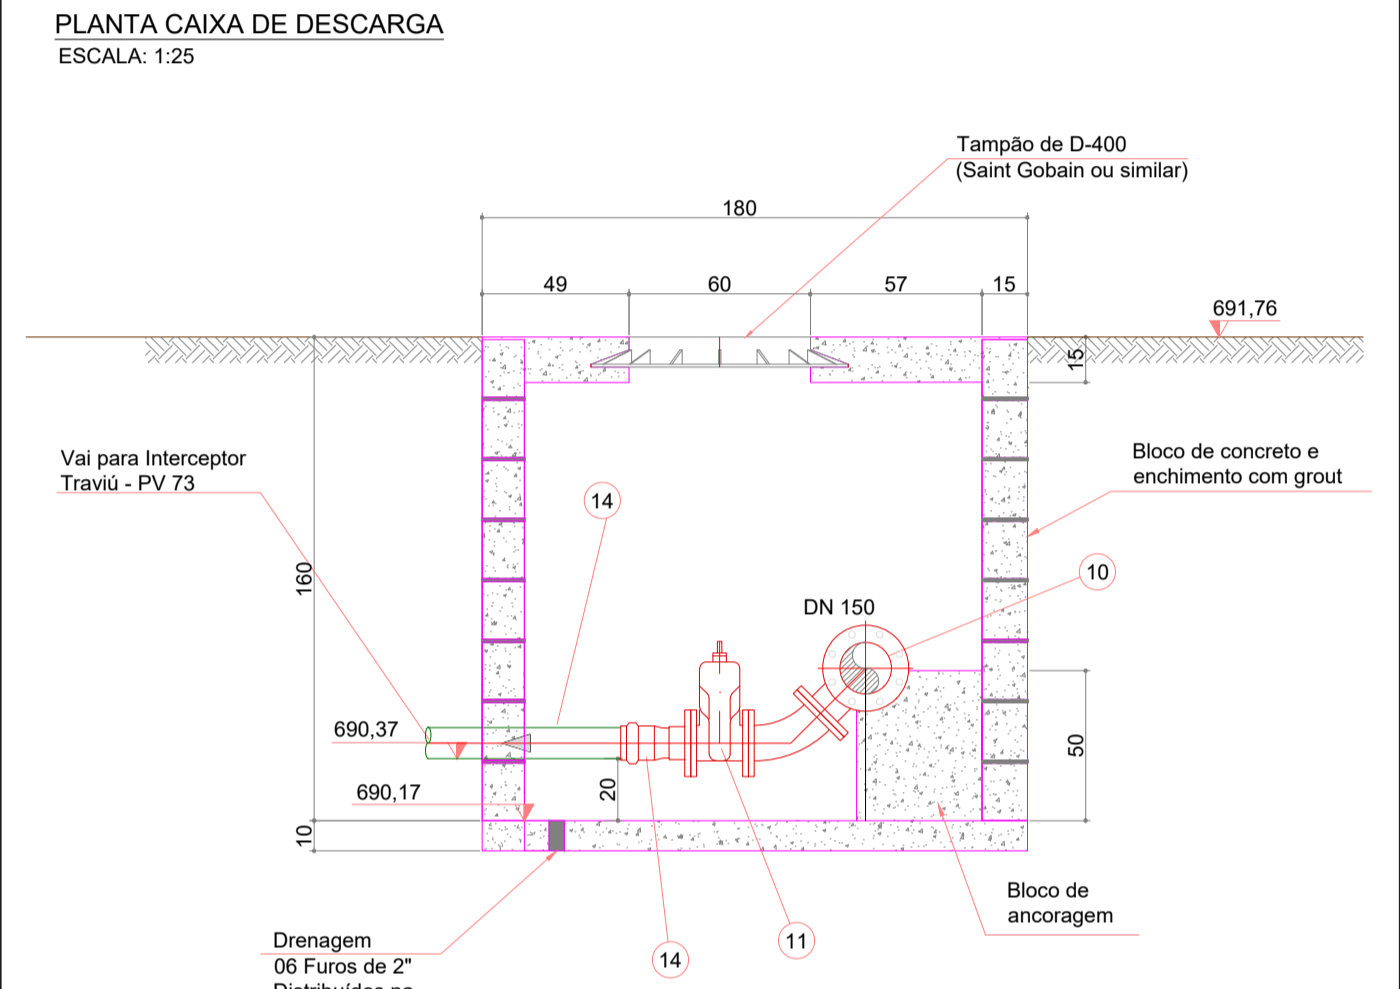 PLANTA CAIXA DE DESCARGA
ESCALA: 1:25
Tampão de D-400
(Saint Gobain ou similar)
180
49
60
57
15
691,76
15
Vai para Interceptor
Traviú - PV 73
Bloco de concreto e
enchimento com grout
14
160
10
DN 150
690,37
50
690,17
20
10
Bloco de
ancoragem
Drenagem
06 Furos de 2"
14
11